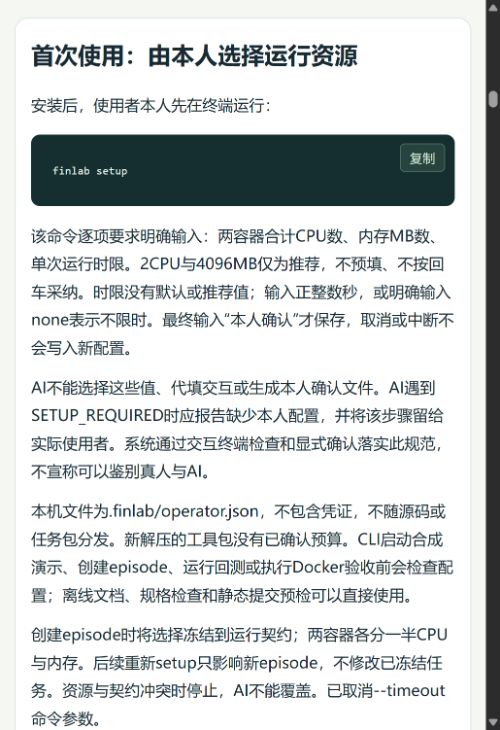 首次使用：由本人选择运行资源
安装后，使用者本人先在终端运行：
复制
finlab setup
该命令逐项要求明确输入：两容器合计CPU数、内存MB数、
单次运行时限。2CPU与4096MB仅为推荐，不预填、不按回
车采纳。时限没有默认或推荐值；输入正整数秒，或明确输入
none表示不限时。最终输入“本人确认”才保存，取消或中断不
会写入新配置。
AI不能选择这些值、代填交互或生成本人确认文件。AI遇到
SETUP_REQUIRED时应报告缺少本人配置，并将该步骤留给
实际使用者。系统通过交互终端检查和显式确认落实此规范，
不宣称可以鉴别真人与AI。
本机文件为.finlab/operator.json，不包含凭证，不随源码或
任务包分发。新解压的工具包没有已确认预算。CLI启动合成
演示、创建episode、运行回测或执行Docker验收前会检查配
置；离线文档、规格检查和静态提交预检可以直接使用。
创建episode时将选择冻结到运行契约；两容器各分一半CPU
与内存。后续重新setup只影响新episode，不修改已冻结任
务。资源与契约冲突时停止，AI不能覆盖。已取消--timeout
命令参数。